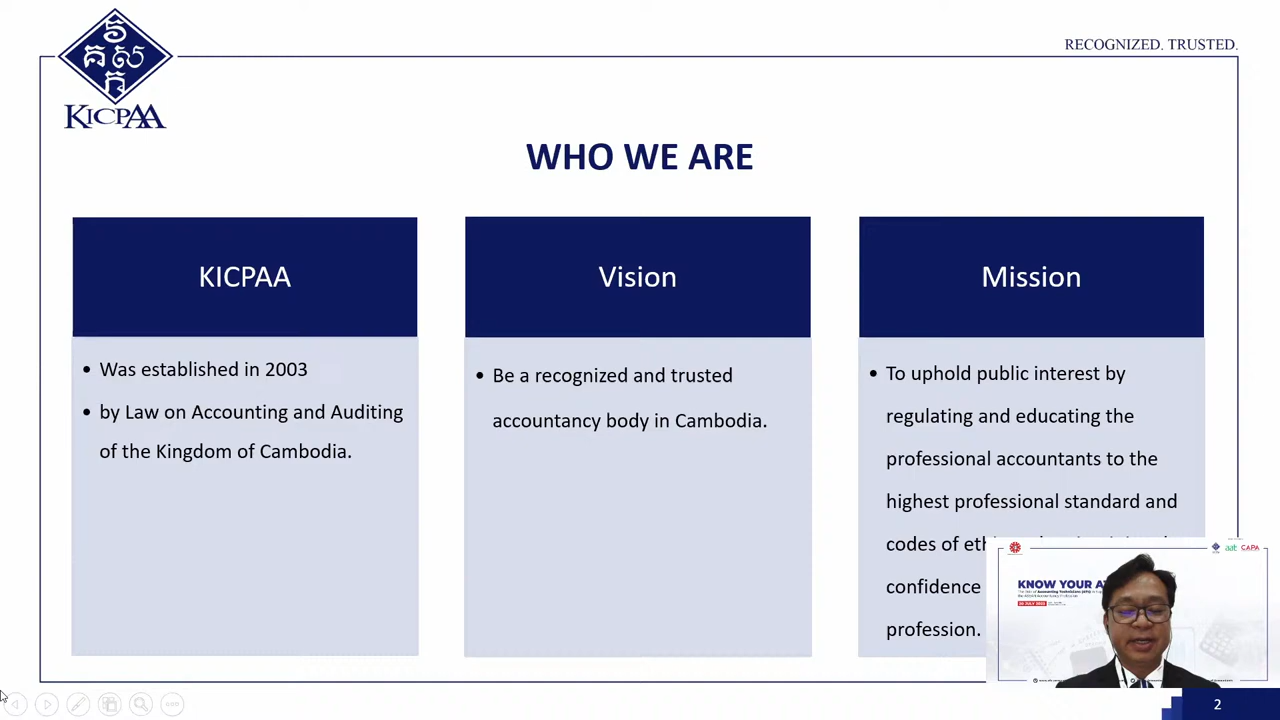 RECOGNIZED. TRUSTED.
KICPAA
WHO WE ARE
KICPAA
• Was established in 2003
• by Law on Accounting and Auditing
of the Kingdom of Cambodia.
Vision
• Be a recognized and trusted
accountancy body in Cambodia.
Mission
• To uphold public interest by
regulating and educating the
professional accountants to the
highest professional standard and
codes of
confidence
profession.
aat CAPA
KNOW YOUR
2